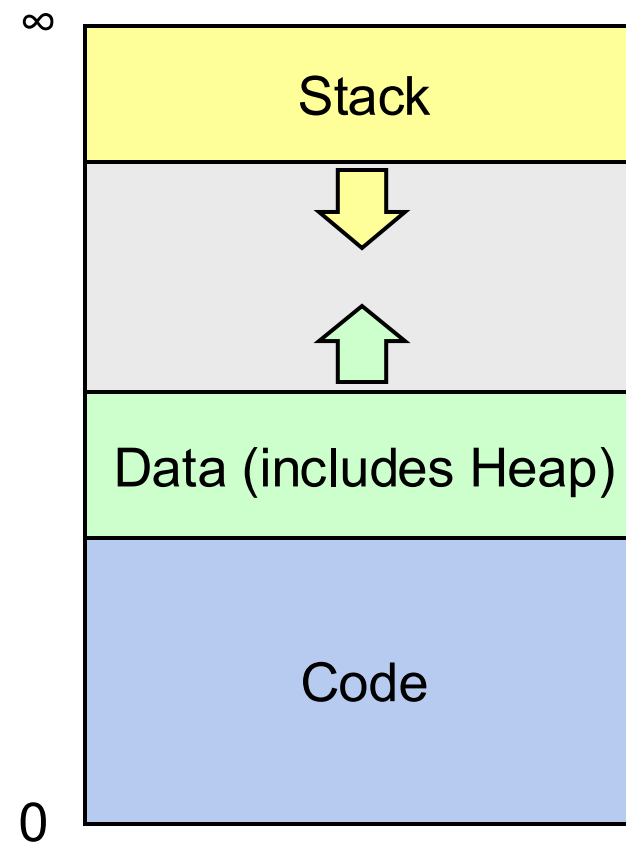 ∞
Stack
Data (includes Heap)
Code
0